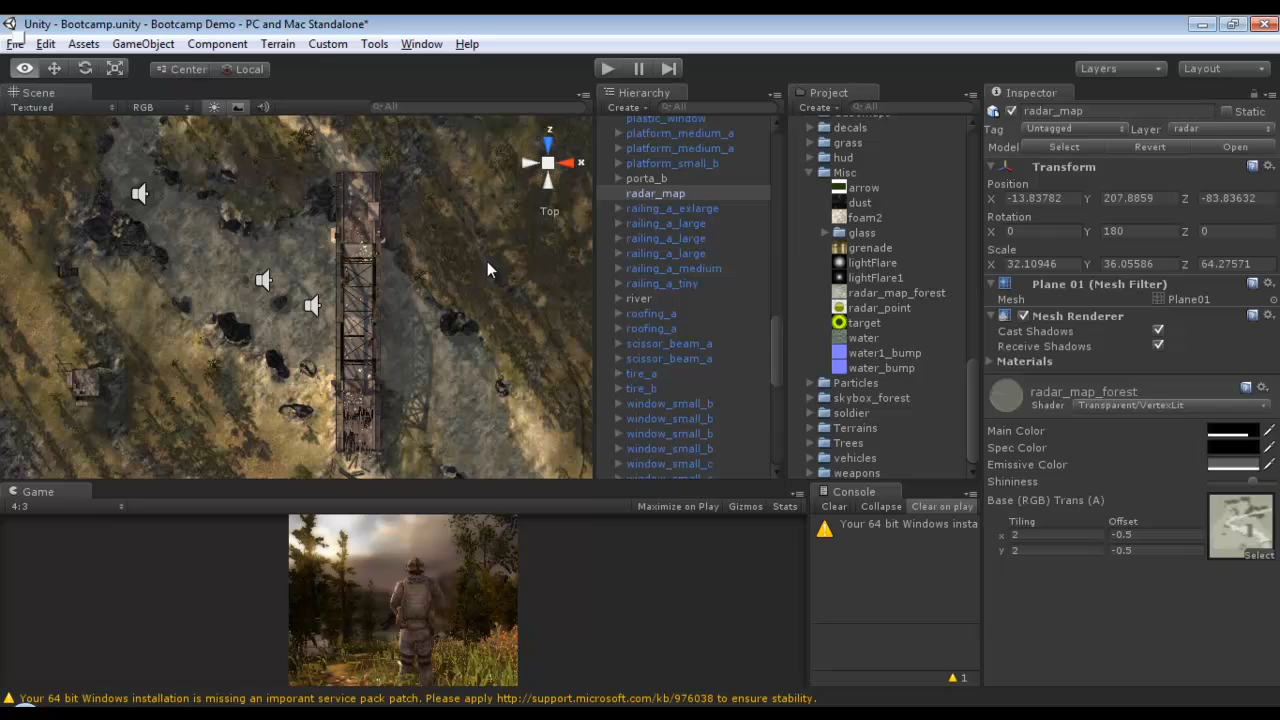 Unity - Bootcamp.unity - Bootcamp Demo - PC and Mac Standalone*
File Edit Assets GameObject Component Terrain Custom Tools Window Help
Center Local Layers Layout
Scene
Textured RGB All
z
x
Top
Hierarchy
Create All
plastic_window
platform_medium_a
platform_medium_a
platform_small_b
porta_b
radar_map
railing_a_exlarge
railing_a_large
railing_a_large
railing_a_large
railing_a_medium
railing_a_tiny
river
roofing_a
roofing_a
scissor_beam_a
scissor_beam_a
tire_a
tire_b
window_small_b
window_small_b
window_small_b
window_small_b
window_small_c
Project
Create All
decals
grass
hud
Misc
arrow
dust
foam2
glass
grenade
lightFlare
lightFlare1
radar_map_forest
radar_point
target
water
water1_bump
water_bump
Particles
skybox_forest
soldier
Terrains
Trees
vehicles
weapons
Inspector
radar_map Static
Tag Untagged Layer radar
Model Select Revert Open
Transform
Position
X -13.83782 Y 207.8859 Z -83.83632
Rotation
X 0 Y 180 Z 0
Scale
X 32.10946 Y 36.05586 Z 64.27571
Plane 01 (Mesh Filter)
Mesh Plane01
Mesh Renderer
Cast Shadows
Receive Shadows
Materials
radar_map_forest
Shader Transparent/VertexLit
Main Color
Spec Color
Emissive Color
Shininess
Base (RGB) Trans (A)
Tiling Offset
x 2 -0.5
y 2 -0.5
Select
Game
4:3 Maximize on Play Gizmos Stats
Console
Clear Collapse Clear on play
Your 64 bit Windows insta
1
Your 64 bit Windows installation is missing an imporant service pack patch. Please apply http://support.microsoft.com/kb/976038 to ensure stability.